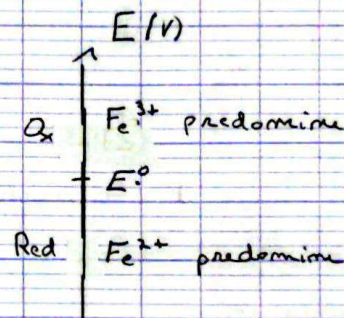 E (V)
Ox Fe³⁺ predomine
E°
Red Fe²⁺ predomine